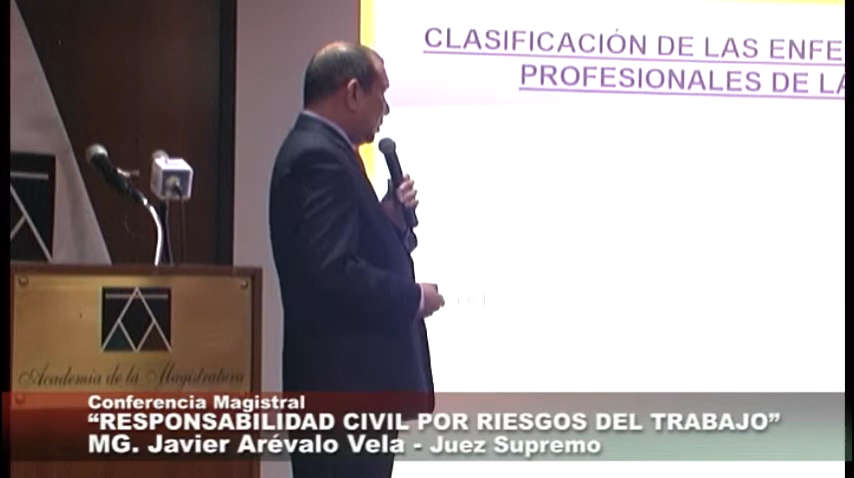 CLASIFICACIÓN DE LAS ENFE
PROFESIONALES DE LA
Academia de la Magistratura
Conferencia Magistral
“RESPONSABILIDAD CIVIL POR RIESGOS DEL TRABAJO”
MG. Javier Arévalo Vela - Juez Supremo